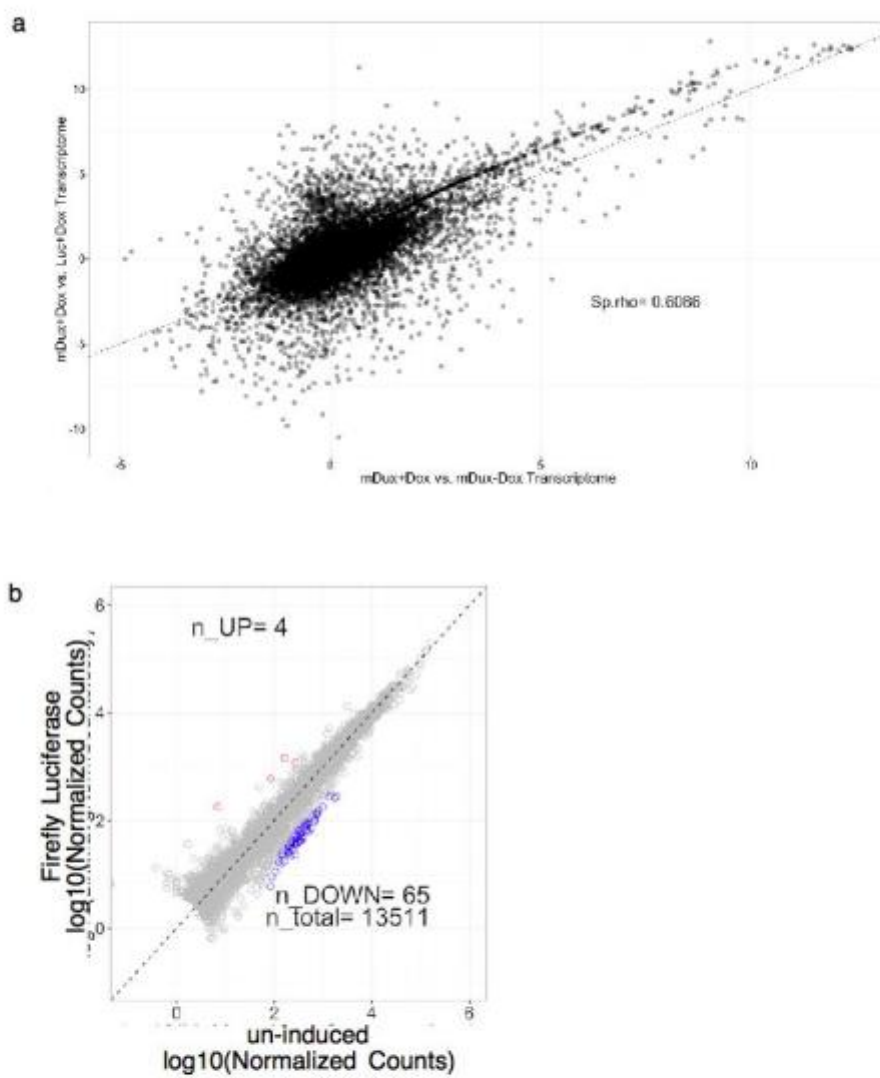 a
10
5
0
-5
-10
mDux+Dox vs. Luc+Dox Transcriptome
Sp.rho= 0.6086
-5
0
5
10
mDux+Dox vs. mDux-Dox Transcriptome
b
6
4
2
0
Firefly Luciferase
log10(Normalized Counts)
n_UP= 4
n_DOWN= 65
n_Total= 13511
0
2
4
6
un-induced
log10(Normalized Counts)